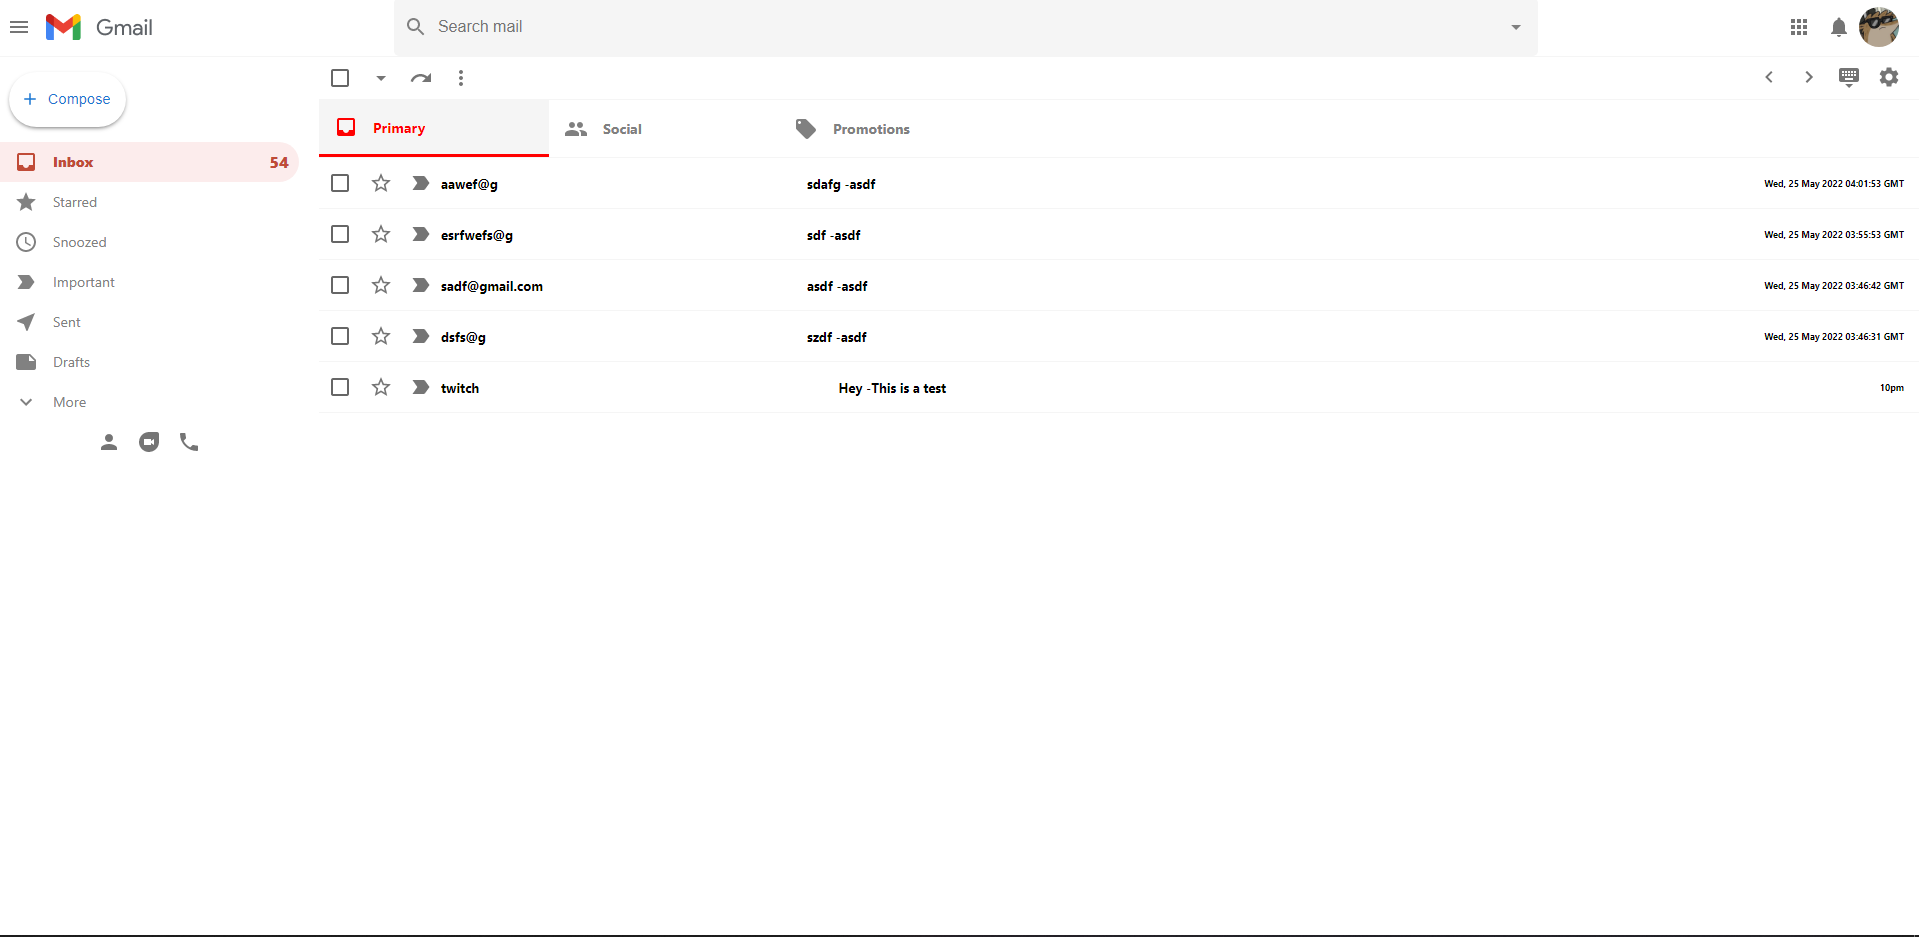 Gmail
Search mail
Compose
Inbox 54
Starred
Snoozed
Important
Sent
Drafts
More
Primary Social Promotions
aawef@g sdafg -asdf Wed, 25 May 2022 04:01:53 GMT
esrfwefs@g sdf -asdf Wed, 25 May 2022 03:55:53 GMT
sadf@gmail.com asdf -asdf Wed, 25 May 2022 03:46:42 GMT
dsfs@g szdf -asdf Wed, 25 May 2022 03:46:31 GMT
twitch Hey -This is a test 10pm